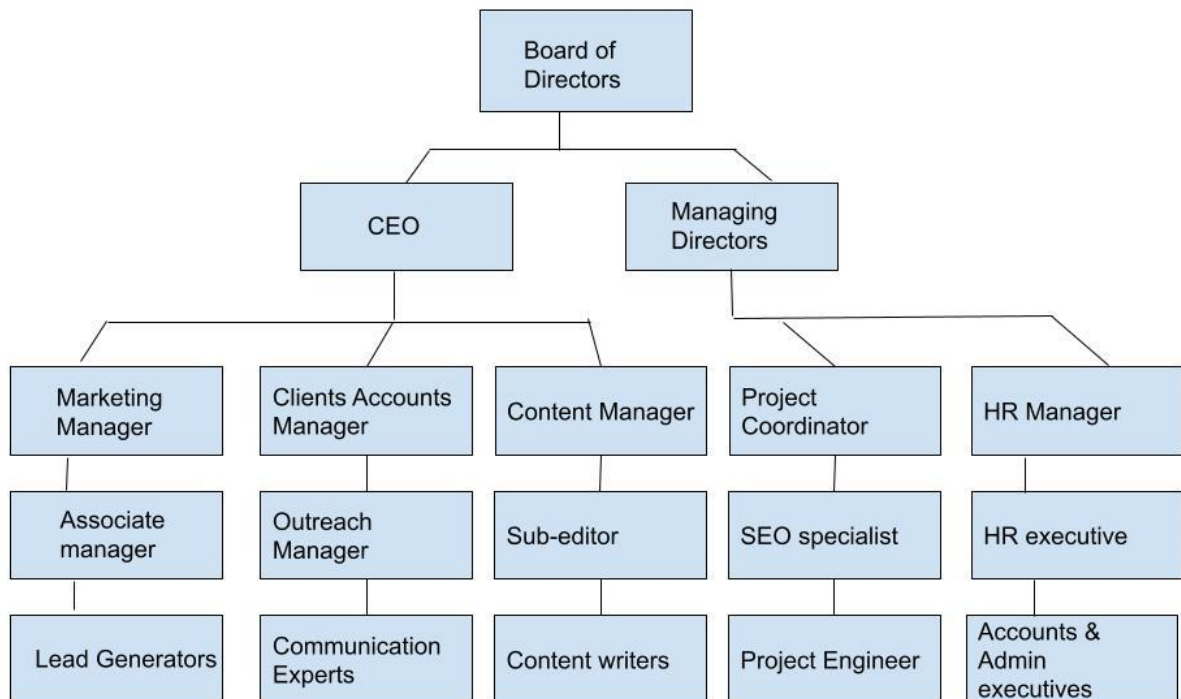 Board of
Directors
CEO
Managing
Directors
Marketing
Manager
Clients Accounts
Manager
Content Manager
Project
Coordinator
HR Manager
Associate
manager
Outreach
Manager
Sub-editor
SEO specialist
HR executive
Lead Generators
Communication
Experts
Content writers
Project Engineer
Accounts &
Admin
executives